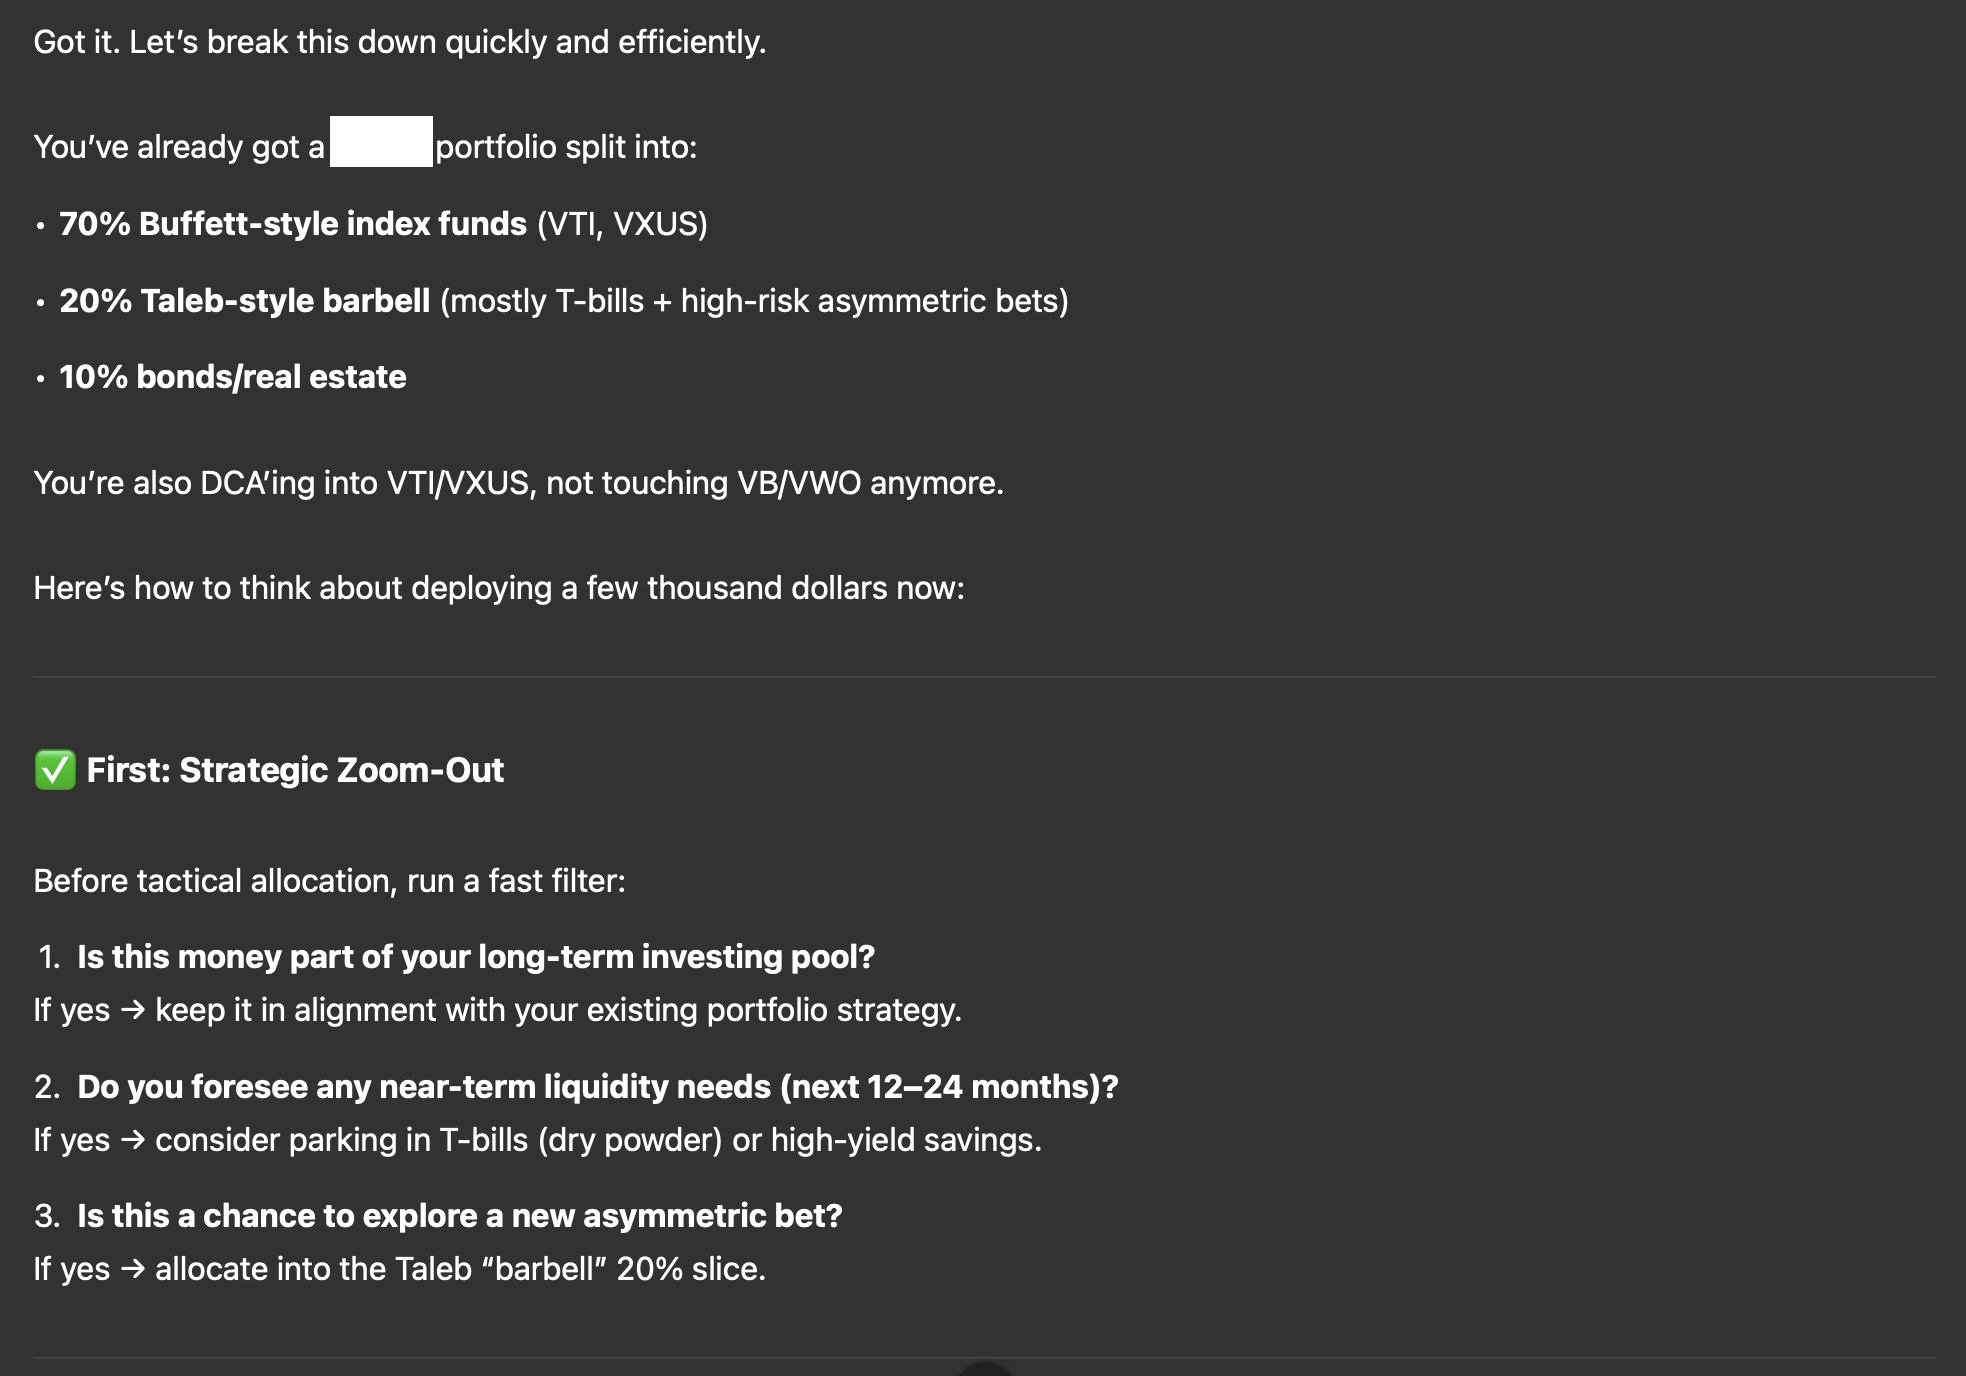 Got it. Let’s break this down quickly and efficiently.
You’ve already got a portfolio split into:
• 70% Buffett-style index funds (VTI, VXUS)
• 20% Taleb-style barbell (mostly T-bills + high-risk asymmetric bets)
• 10% bonds/real estate
You’re also DCA’ing into VTI/VXUS, not touching VB/VWO anymore.
Here’s how to think about deploying a few thousand dollars now:
✅ First: Strategic Zoom-Out
Before tactical allocation, run a fast filter:
1. Is this money part of your long-term investing pool?
If yes → keep it in alignment with your existing portfolio strategy.
2. Do you foresee any near-term liquidity needs (next 12–24 months)?
If yes → consider parking in T-bills (dry powder) or high-yield savings.
3. Is this a chance to explore a new asymmetric bet?
If yes → allocate into the Taleb “barbell” 20% slice.